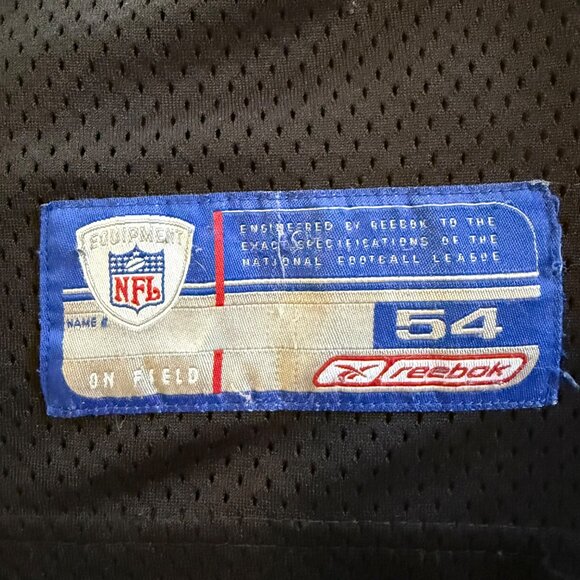 EQUIPMENT
NFL
ENGINEERED BY REEBOK TO THE
EXACT SPECIFICATIONS OF THE
NATIONAL FOOTBALL LEAGUE
NAME #
54
ON FIELD
Reebok